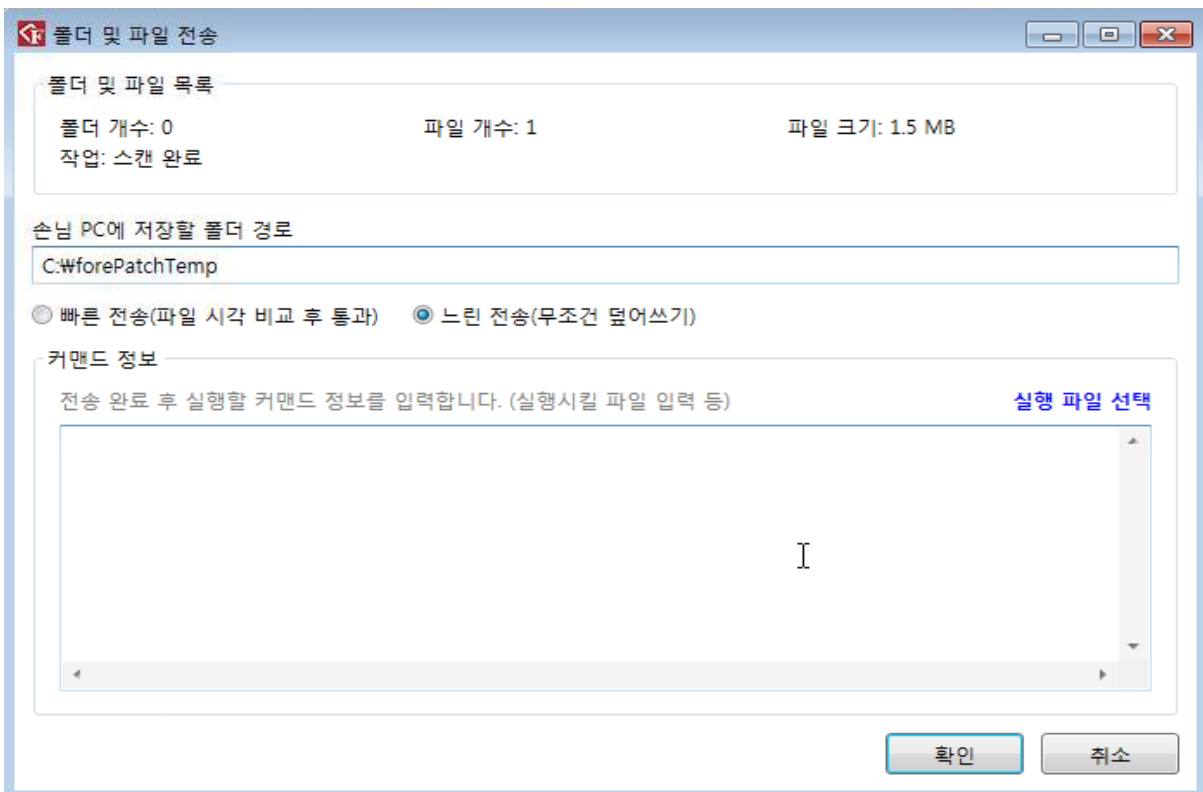 폴더 및 파일 전송
폴더 및 파일 목록
폴더 개수: 0 파일 개수: 1 파일 크기: 1.5 MB
작업: 스캔 완료
손님 PC에 저장할 폴더 경로
C:₩forePatchTemp
빠른 전송(파일 시각 비교 후 통과) 느린 전송(무조건 덮어쓰기)
커맨드 정보
전송 완료 후 실행할 커맨드 정보를 입력합니다. (실행시킬 파일 입력 등) 실행 파일 선택
확인 취소